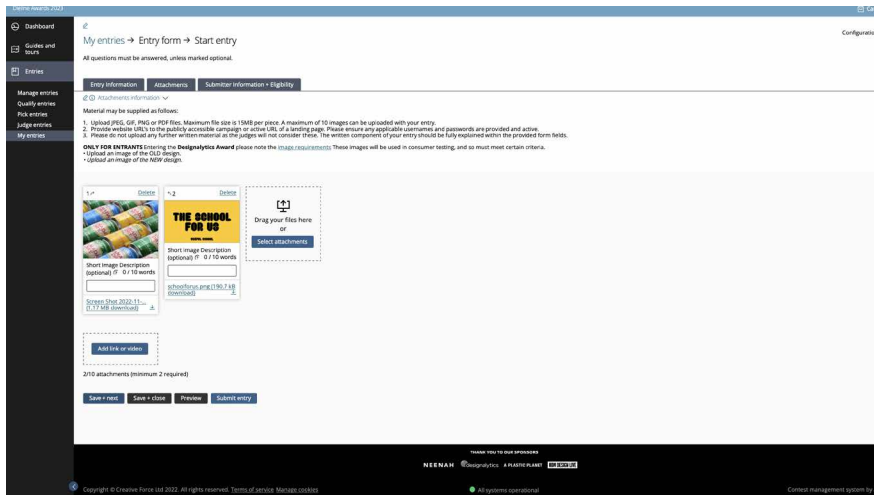 Dieline Awards 2023
Dashboard
Guides and tours
Entries
Manage entries
Qualify entries
Pick entries
Judge entries
My entries
My entries → Entry form → Start entry
Configuratio
All questions must be answered, unless marked optional.
Entry Information
Attachments
Submitter Information + Eligibility
Attachments information
Material may be supplied as follows:
1. Upload JPEG, GIF, PNG or PDF files. Maximum file size is 15MB per piece. A maximum of 10 images can be uploaded with your entry.
2. Provide website URL's to the publicly accessible campaign or active URL of a landing page. Please ensure any applicable usernames and passwords are provided and active.
3. Please do not upload any further written material as the judges will not consider these. The written component of your entry should be fully explained within the provided form fields.
ONLY FOR ENTRANTS Entering the Designalytics Award please note the image requirements These images will be used in consumer testing, and so must meet certain criteria.
• Upload an image of the OLD design.
• Upload an image of the NEW design.
1
Delete
Short Image Description
(optional) 0 / 10 words
Screen Shot 2022-11-...
(1.17 MB download)
2
Delete
THE SCHOOL
FOR US
Short Image Description
(optional) 0 / 10 words
schoolforus.png (190.7 kB
download)
Drag your files here
or
Select attachments
Add link or video
2/10 attachments (minimum 2 required)
Save + next
Save + close
Preview
Submit entry
THANK YOU TO OUR SPONSORS
NEENAH
Designalytics
A PLASTIC PLANET
Copyright © Creative Force Ltd 2022. All rights reserved. Terms of service Manage cookies
All systems operational
Contest management system by